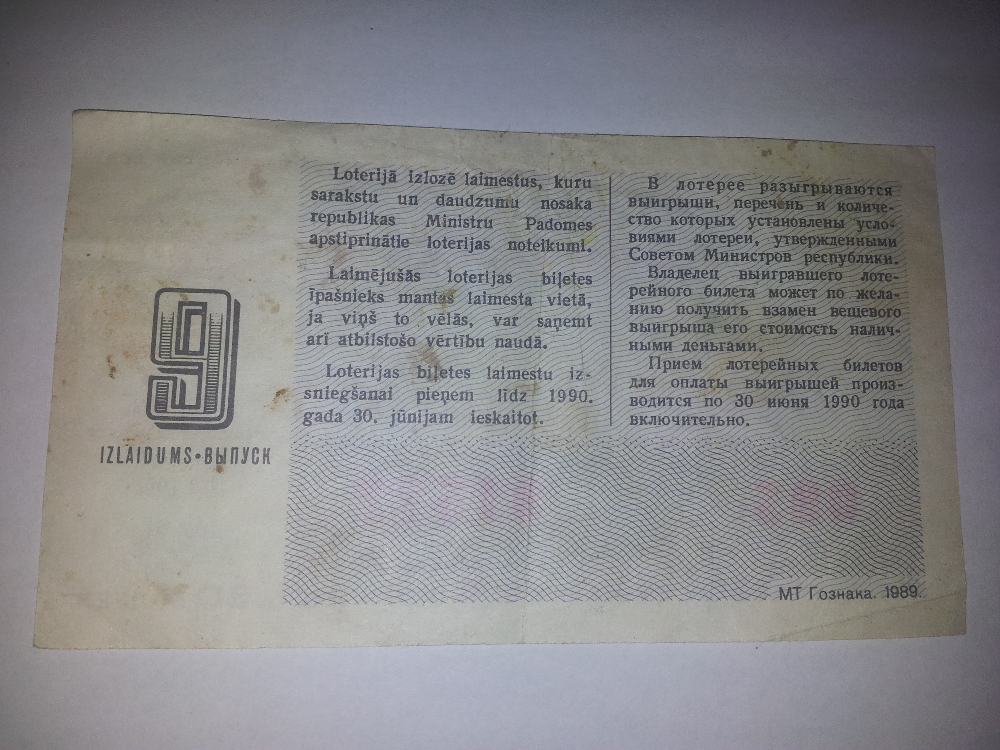 9
IZLAIDUMS•ВЫПУСК
Loterijā izlozē laimestus, kuru
sarakstu un daudzumu nosaka
republikas Ministru Padomes
apstiprinātie loterijas noteikumi.
Laimējušās loterijas biļetes
īpašnieks mantas laimesta vietā,
ja viņš to vēlās, var saņemt
arī atbilstošo vērtību naudā.
Loterijas biļetes laimestu iz-
sniegšanai pieņem līdz 1990.
gada 30. jūnijam ieskaitot.
В лотерее разыгрываются
выигрыши, перечень и количе-
ство которых установлены усло-
виями лотереи, утвержденными
Советом Министров республики.
Владелец выигравшего лоте-
рейного билета может по жела-
нию получить взамен вещевого
выигрыша его стоимость налич-
ными деньгами.
Прием лотерейных билетов
для оплаты выигрышей произ-
водится по 30 июня 1990 года
включительно.
МТ Гознака. 1989.